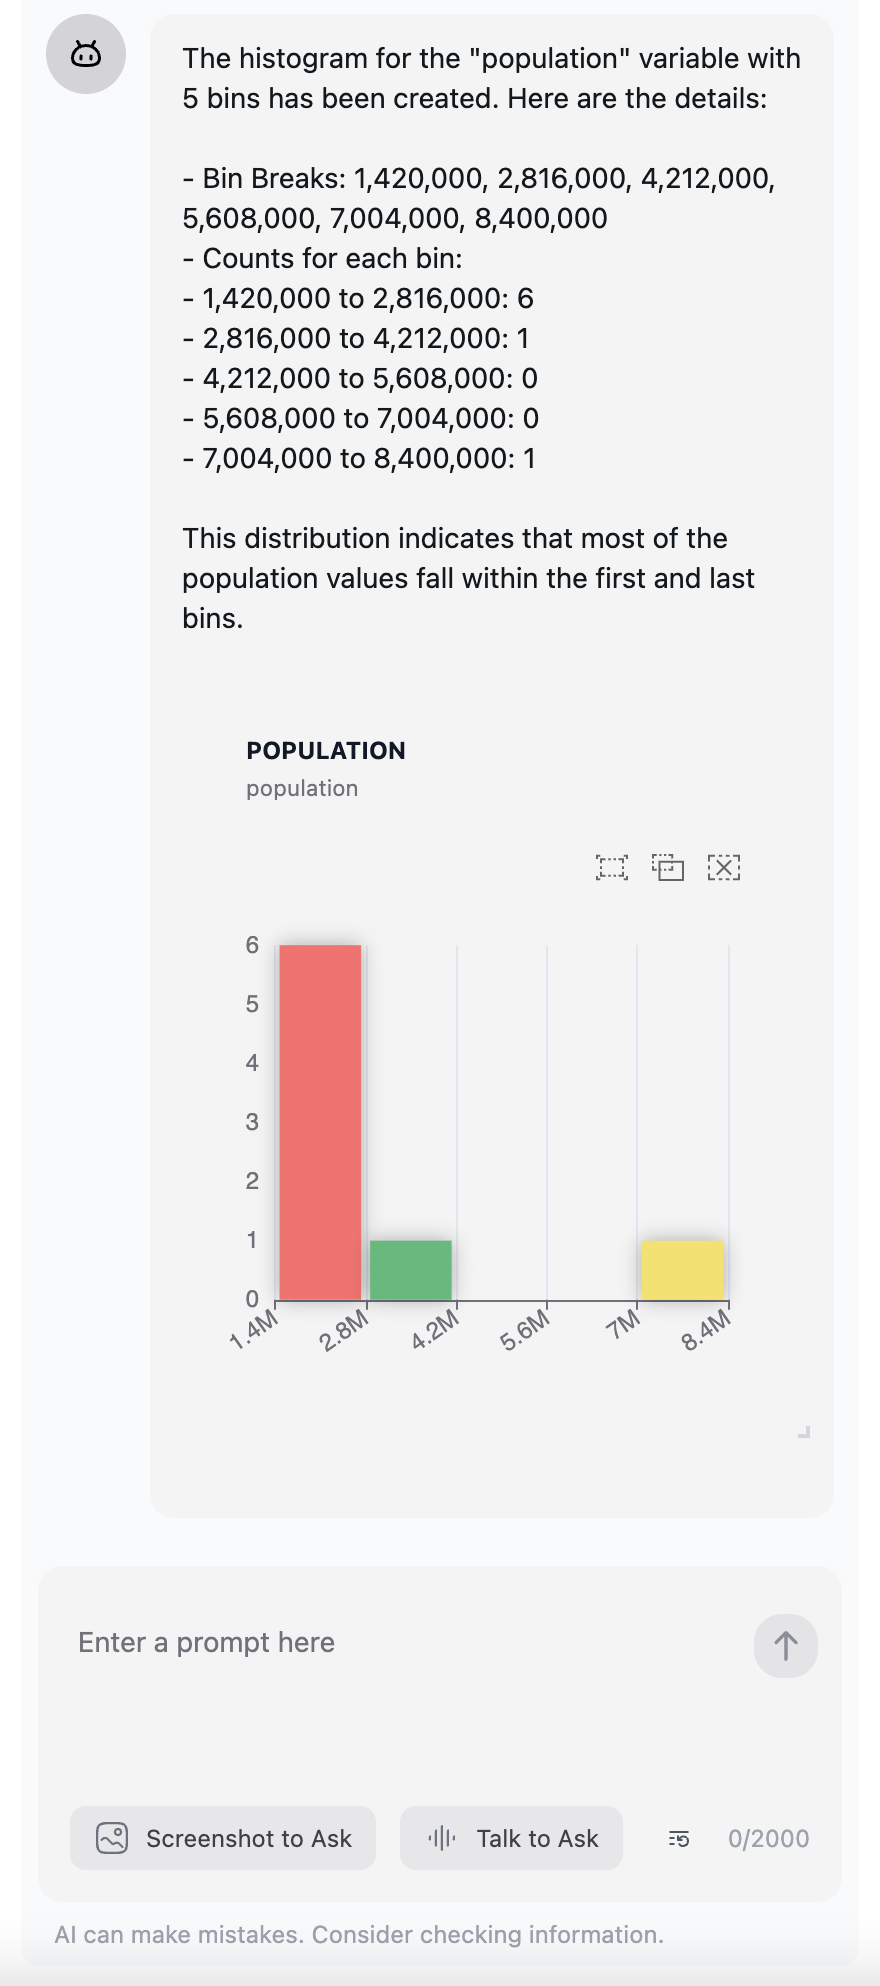 The histogram for the "population" variable with
5 bins has been created. Here are the details:
- Bin Breaks: 1,420,000, 2,816,000, 4,212,000,
5,608,000, 7,004,000, 8,400,000
- Counts for each bin:
- 1,420,000 to 2,816,000: 6
- 2,816,000 to 4,212,000: 1
- 4,212,000 to 5,608,000: 0
- 5,608,000 to 7,004,000: 0
- 7,004,000 to 8,400,000: 1
This distribution indicates that most of the
population values fall within the first and last
bins.
POPULATION
population
6
5
4
3
2
1
0
1.4M 2.8M 4.2M 5.6M 7M 8.4M
Enter a prompt here
Screenshot to Ask Talk to Ask 0/2000
AI can make mistakes. Consider checking information.